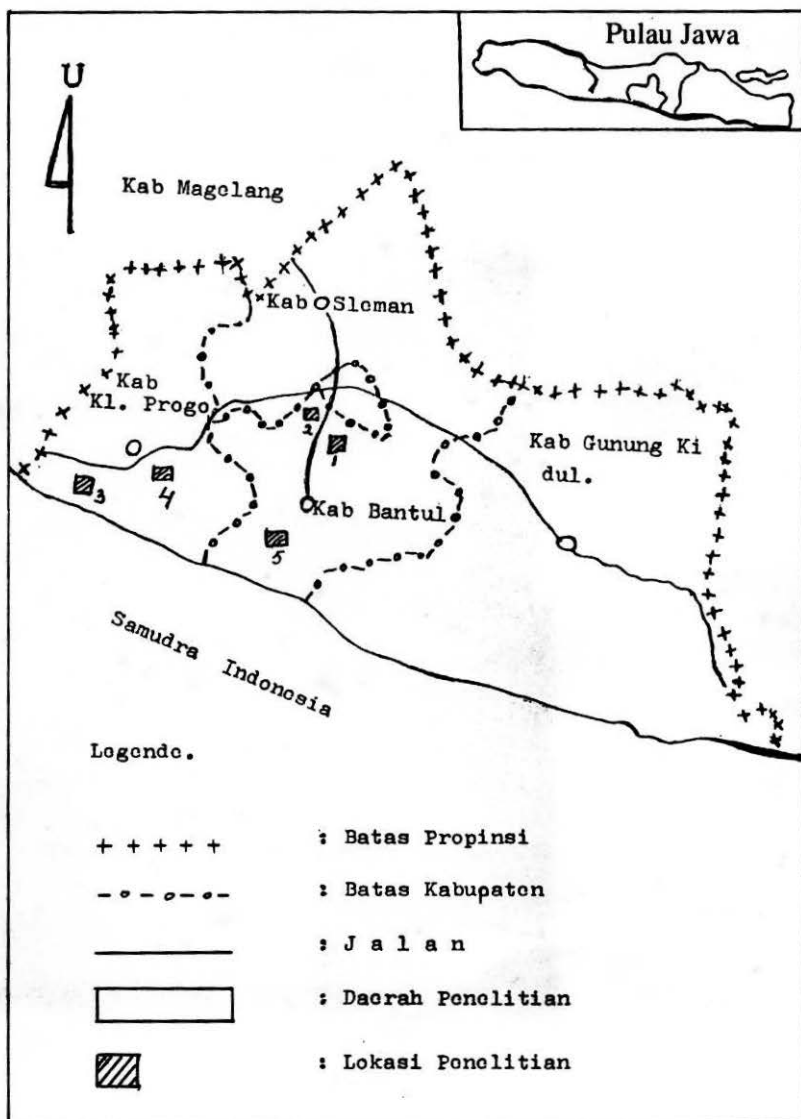 Pulau Jawa
U
Kab Magelang
Kab Sleman
Kab
Kl. Progo
Kab Gunung Ki
dul.
2
1
3
4
Kab Bantul
5
Samudra Indonesia
Legende.
: Batas Propinsi
: Batas Kabupaten
: J a l a n
: Daerah Penelitian
: Lokasi Penelitian